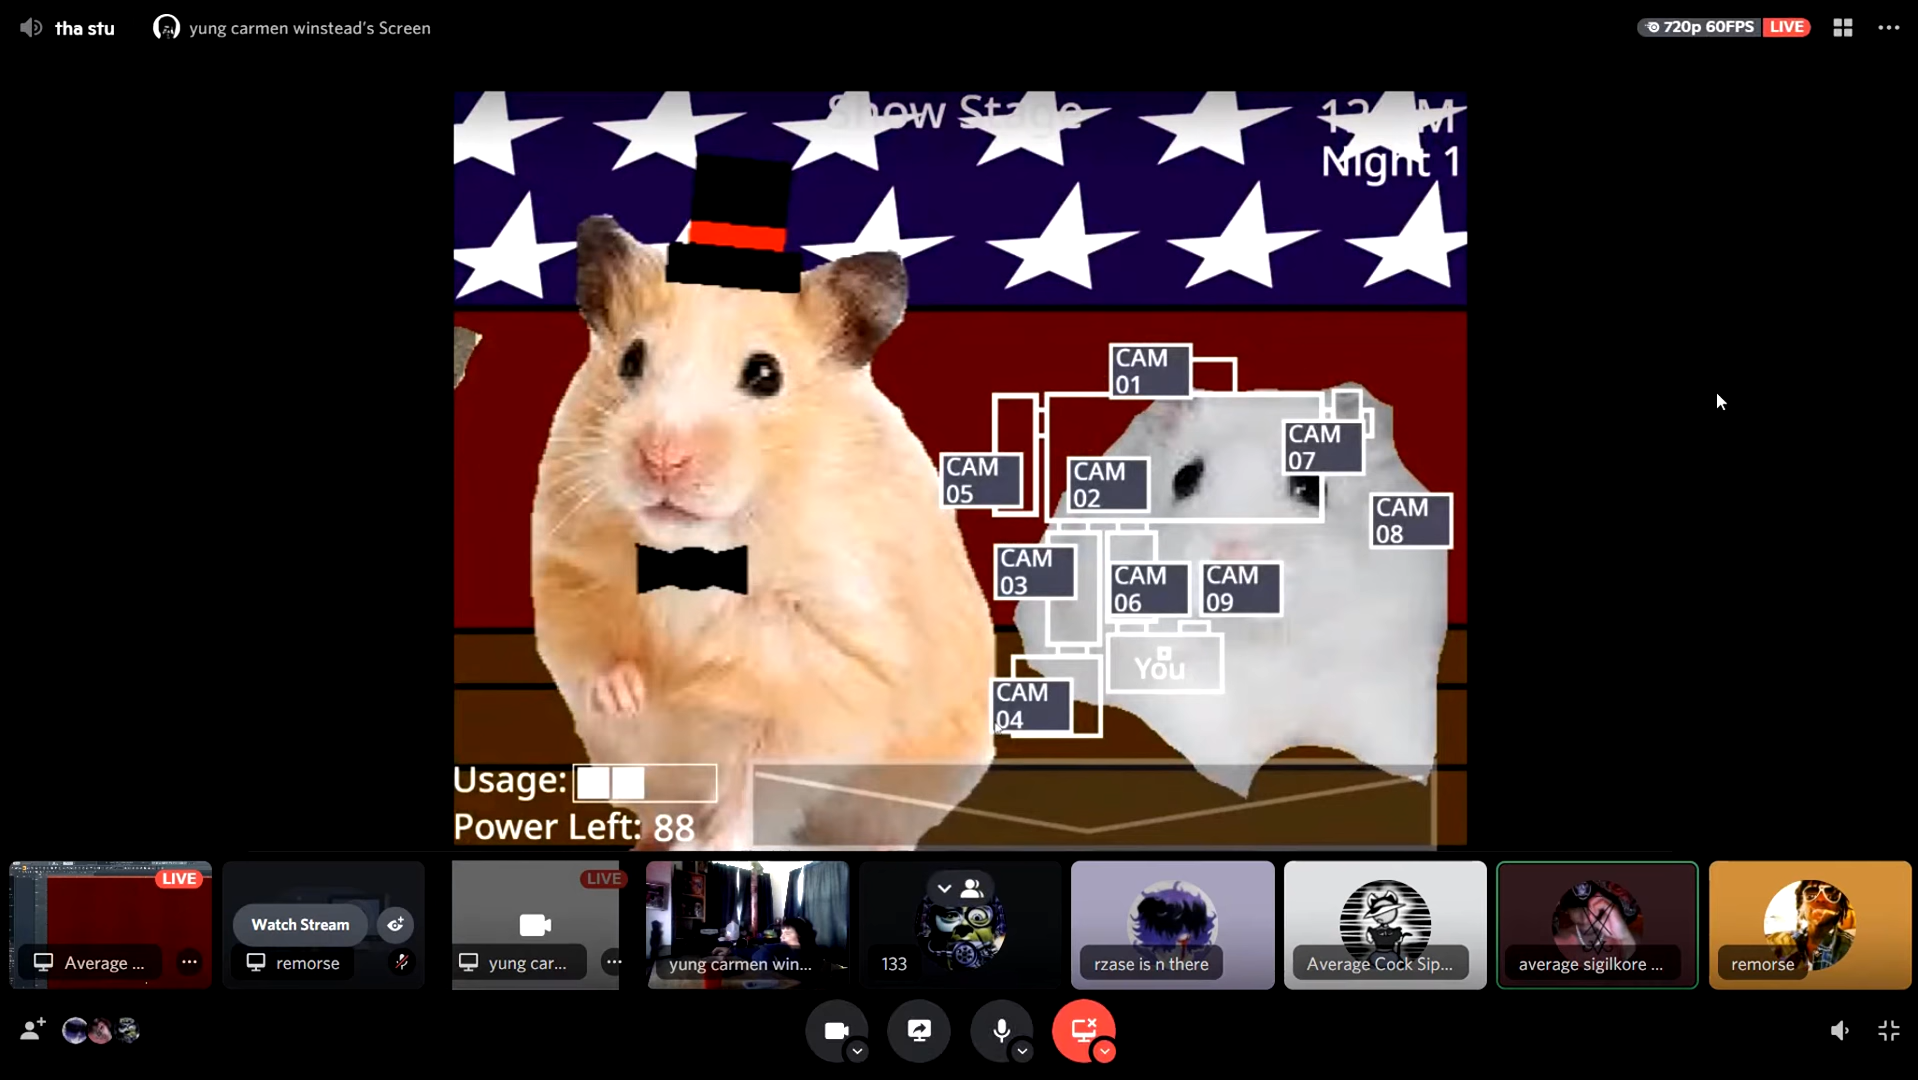 tha stu
yung carmen winstead's Screen
720p 60FPS
LIVE
Show Stage
Night 1
CAM
01
CAM
07
CAM
05
CAM
02
CAM
08
CAM
03
CAM
06
CAM
09
You
CAM
04
Usage:
Power Left: 88
LIVE
Average ...
Watch Stream
remorse
LIVE
yung car...
yung carmen win...
133
rzase is n there
Average Cock Sip...
average sigilkore ...
remorse